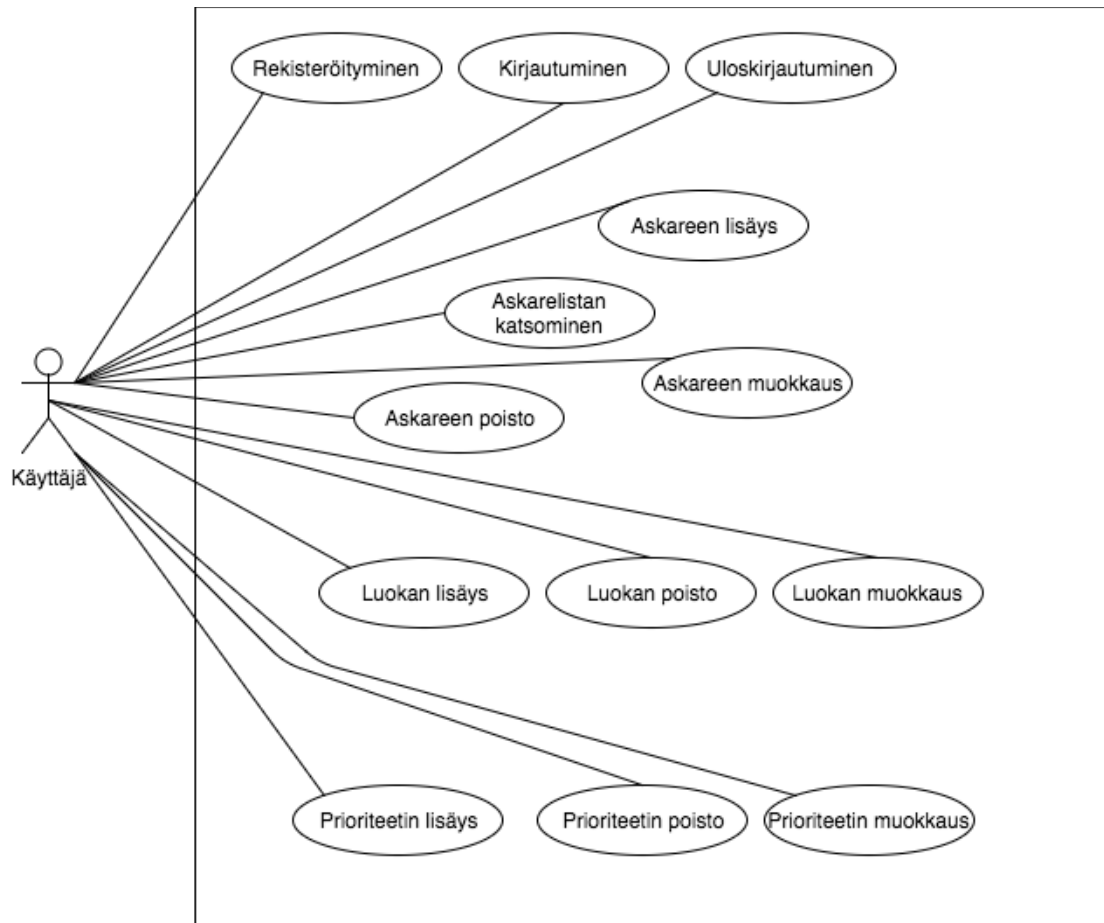 Rekisteröityminen
Kirjautuminen
Uloskirjautuminen
Askareen lisäys
Askarelistan
katsominen
Askareen muokkaus
Askareen poisto
Käyttäjä
Luokan lisäys
Luokan poisto
Luokan muokkaus
Prioriteetin lisäys
Prioriteetin poisto
Prioriteetin muokkaus